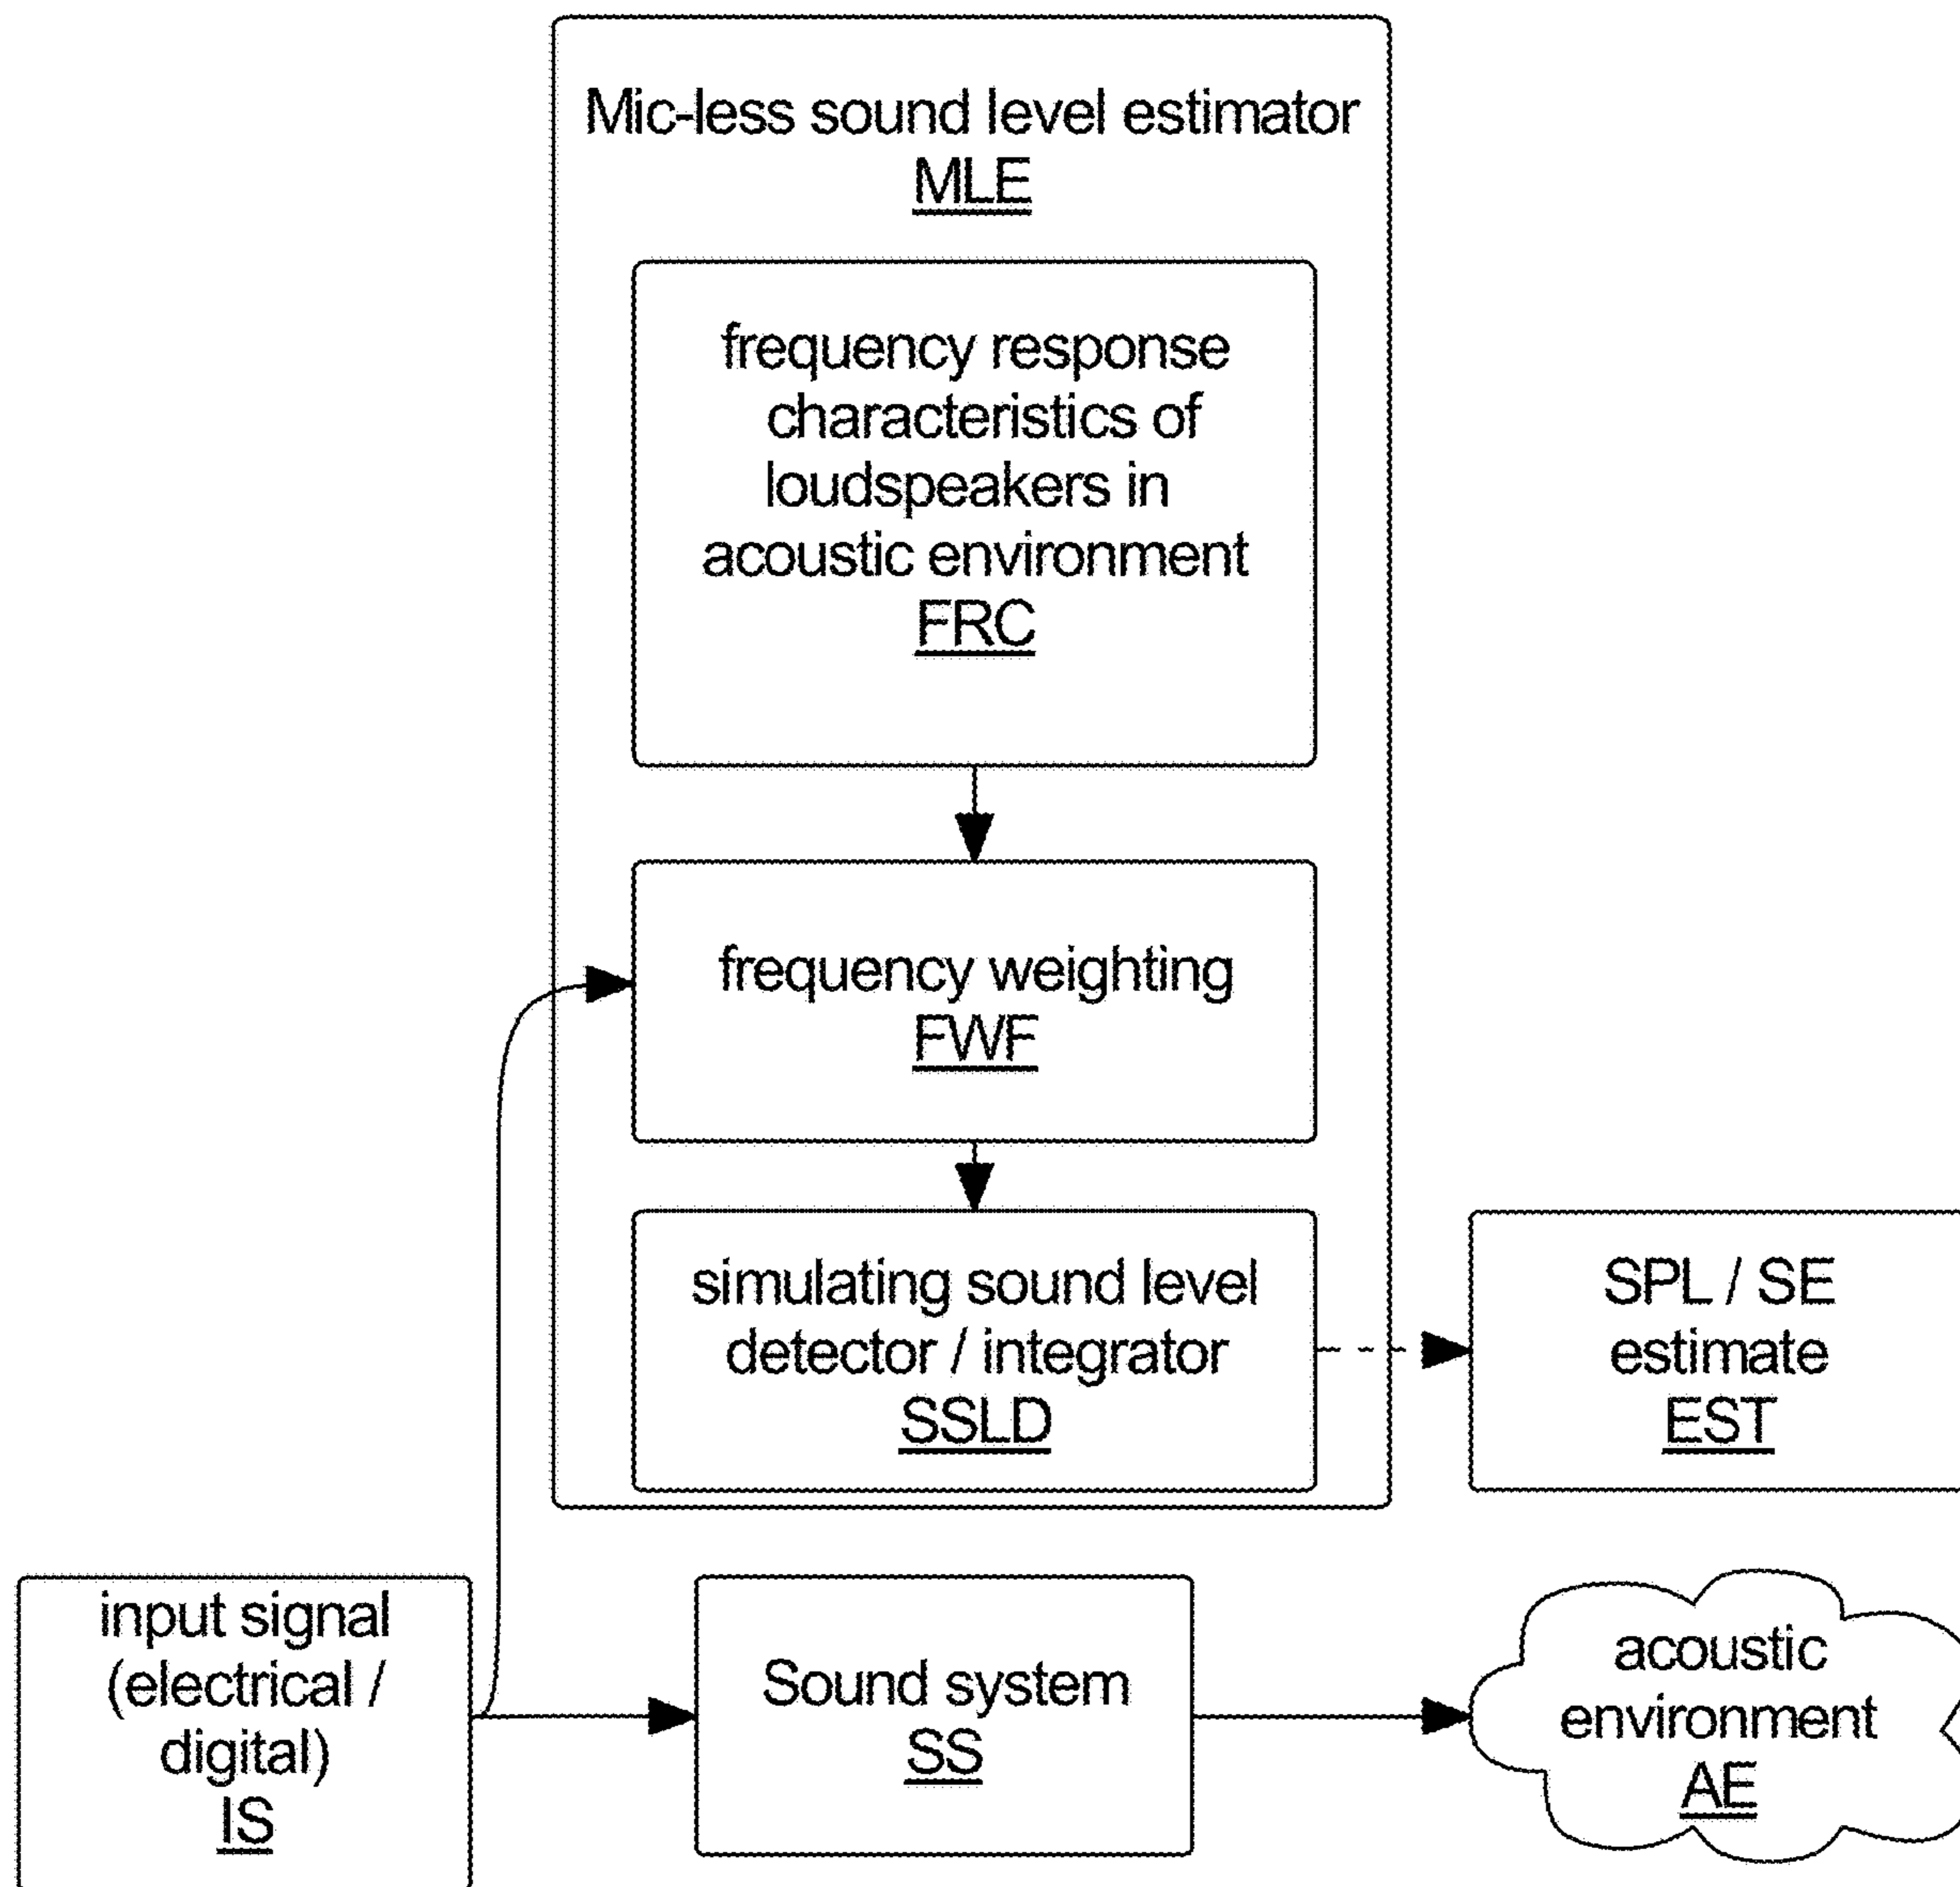 Mic-less sound level estimator
MLE
frequency response
characteristics of
loudspeakers in
acoustic environment
FRC
frequency weighting
FWF
simulating sound level
detector / integrator
SSLD
SPL / SE
estimate
EST
input signal
(electrical /
digital)
IS
Sound system
SS
acoustic
environment
AE